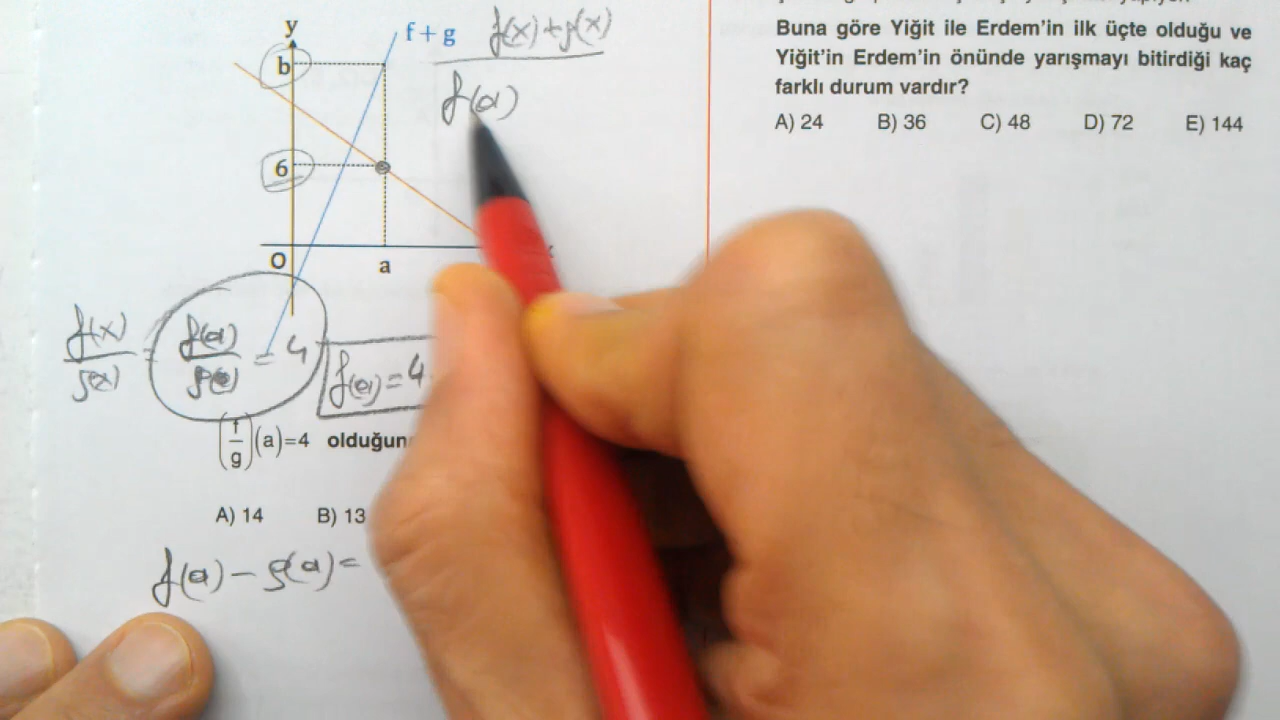 y
f + g
f(x)+g(x)
b
f(a)
6
O
a
x
f(x)
g(x)
f(a)
g(a)
= 4
f(a) = 4
(f/g)(a)=4 olduğun
A) 14 B) 13
f(a) - g(a) =
Buna göre Yiğit ile Erdem'in ilk üçte olduğu ve
Yiğit'in Erdem'in önünde yarışmayı bitirdiği kaç
farklı durum vardır?
A) 24 B) 36 C) 48 D) 72 E) 144